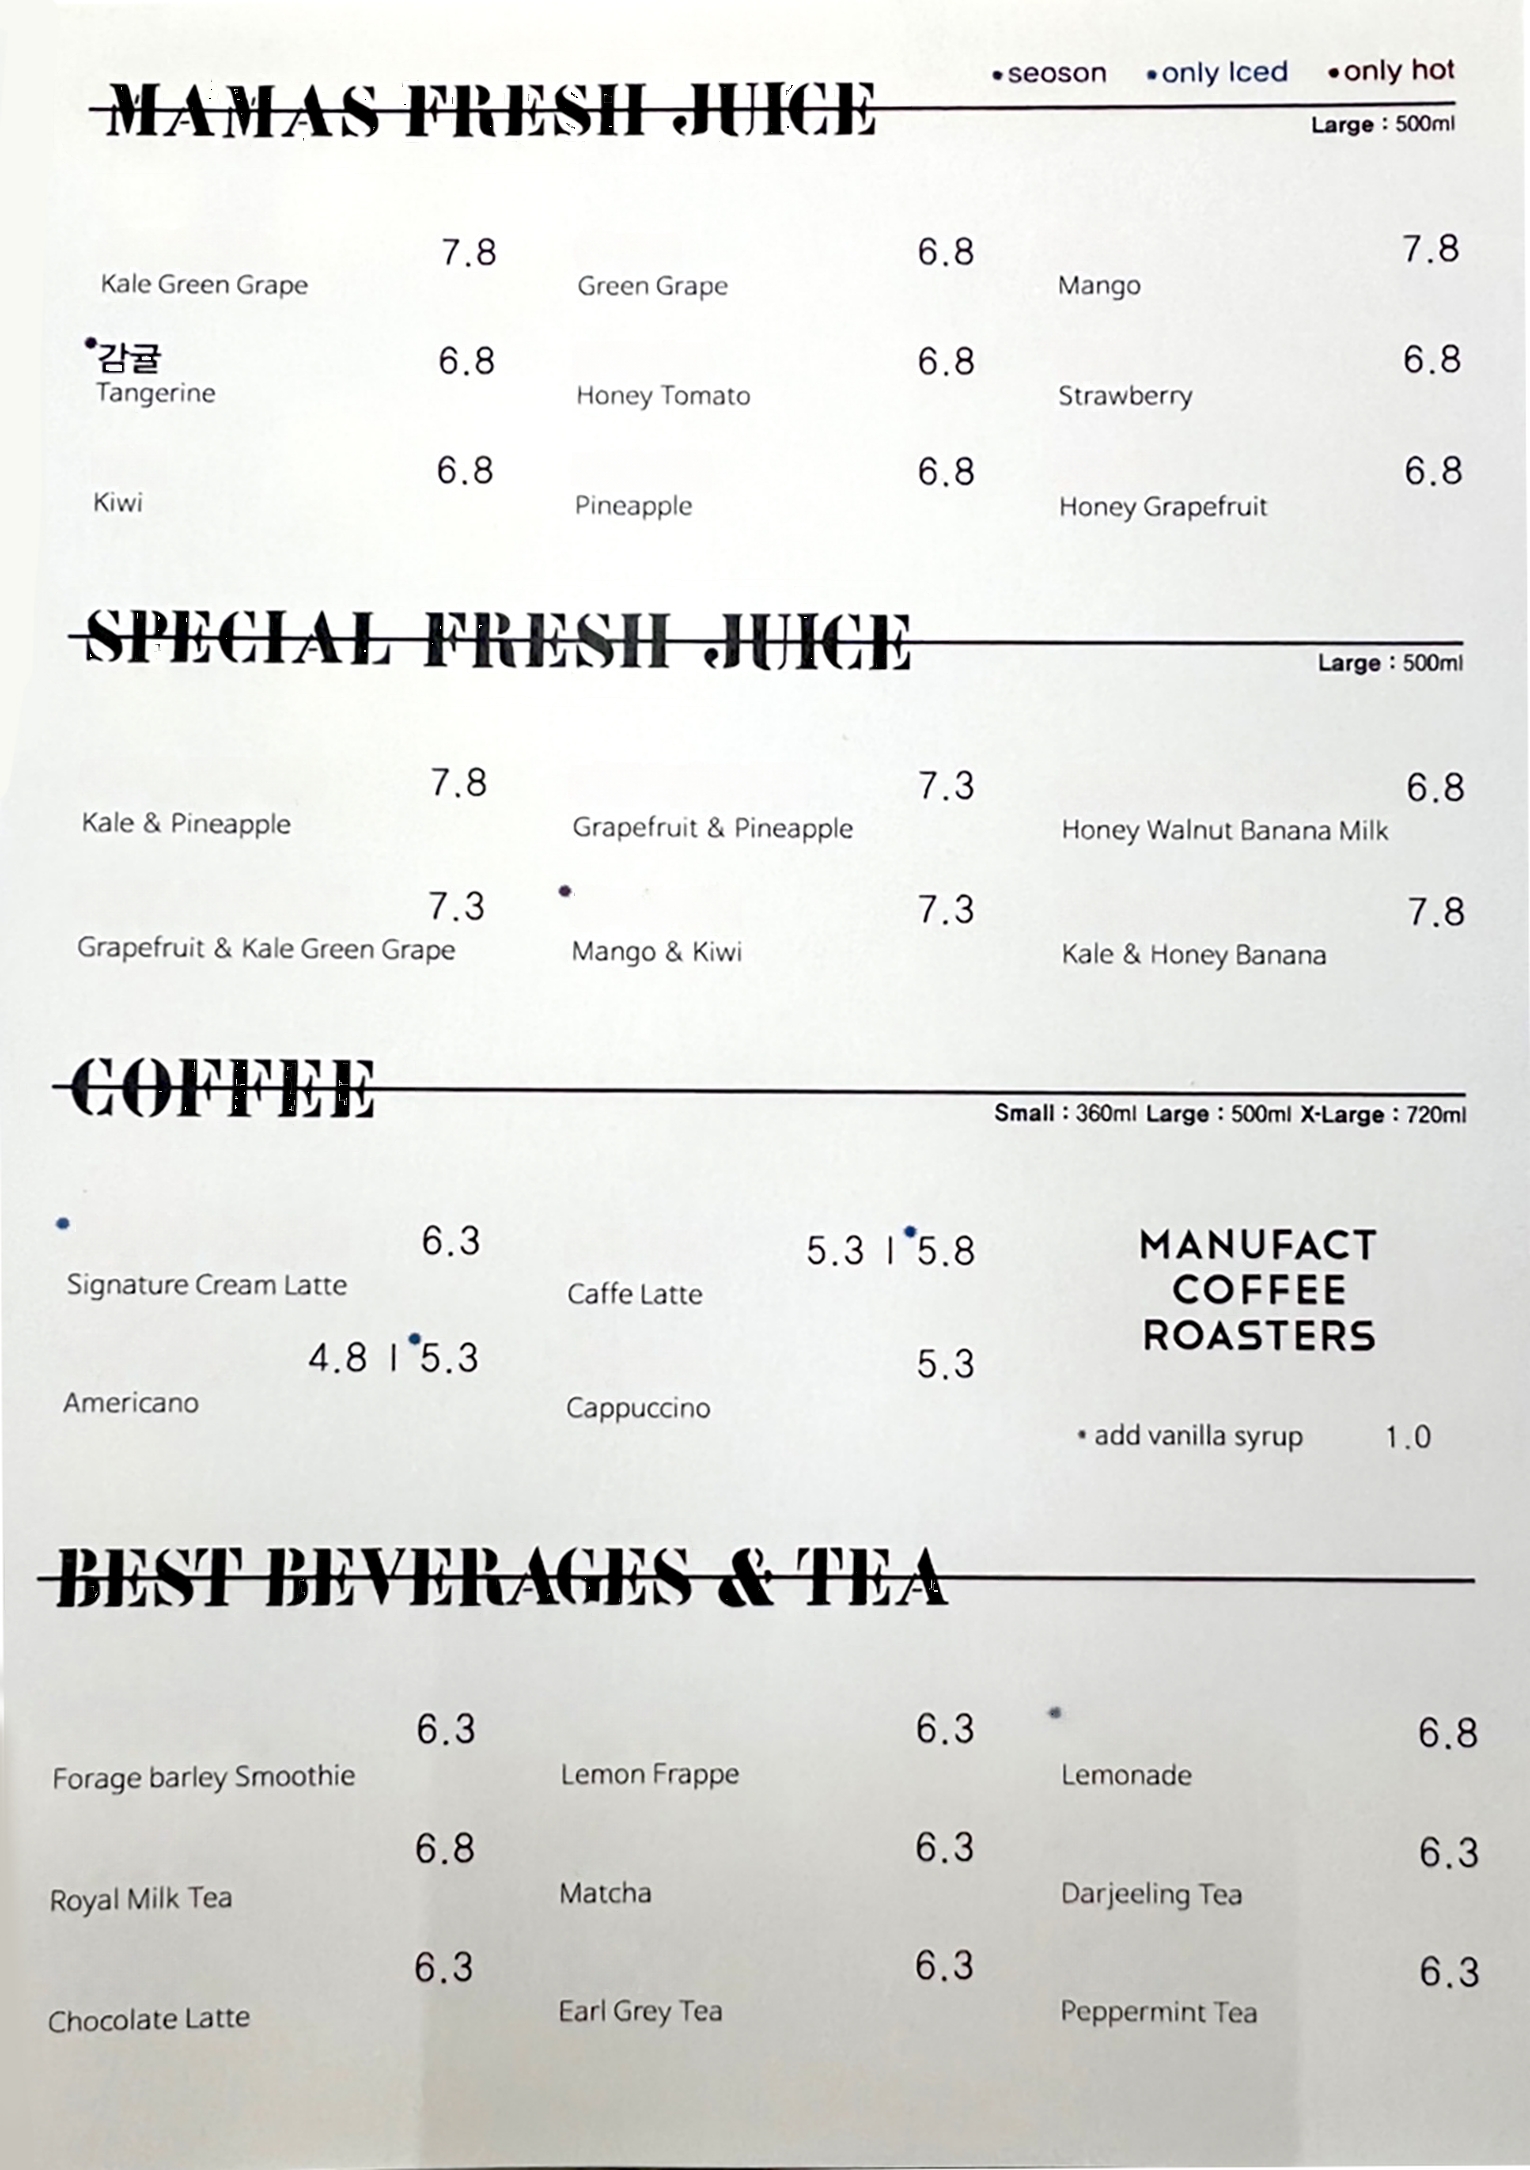 •seoson •only Iced •only hot
MAMAS FRESH JUICE
Large : 500ml
7.8 6.8 7.8
Kale Green Grape Green Grape Mango
•감귤 6.8 6.8 6.8
Tangerine Honey Tomato Strawberry
6.8 6.8 6.8
Kiwi Pineapple Honey Grapefruit
SPECIAL FRESH JUICE
Large : 500ml
7.8 7.3 6.8
Kale & Pineapple Grapefruit & Pineapple Honey Walnut Banana Milk
7.3 • 7.3 7.8
Grapefruit & Kale Green Grape Mango & Kiwi Kale & Honey Banana
COFFEE
Small : 360ml Large : 500ml X-Large : 720ml
• 6.3 5.3 | •5.8
Signature Cream Latte Caffe Latte
4.8 | •5.3 5.3
Americano Cappuccino
MANUFACT
COFFEE
ROASTERS
• add vanilla syrup 1.0
BEST BEVERAGES & TEA
6.3 6.3 • 6.8
Forage barley Smoothie Lemon Frappe Lemonade
6.8 6.3 6.3
Royal Milk Tea Matcha Darjeeling Tea
6.3 6.3 6.3
Chocolate Latte Earl Grey Tea Peppermint Tea